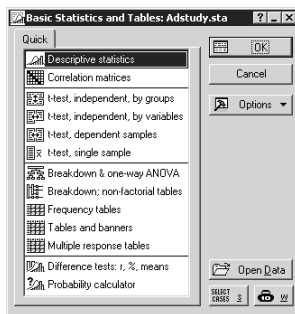 Basic Statistics and Tables: Adstudy.sta
Quick
Descriptive statistics
Correlation matrices
t-test, independent, by groups
t-test, independent, by variables
t-test, dependent samples
t-test, single sample
Breakdown & one-way ANOVA
Breakdown; non-factorial tables
Frequency tables
Tables and banners
Multiple response tables
Difference tests: r, %, means
Probability calculator
OK
Cancel
Options
Open Data
SELECT CASES S
W